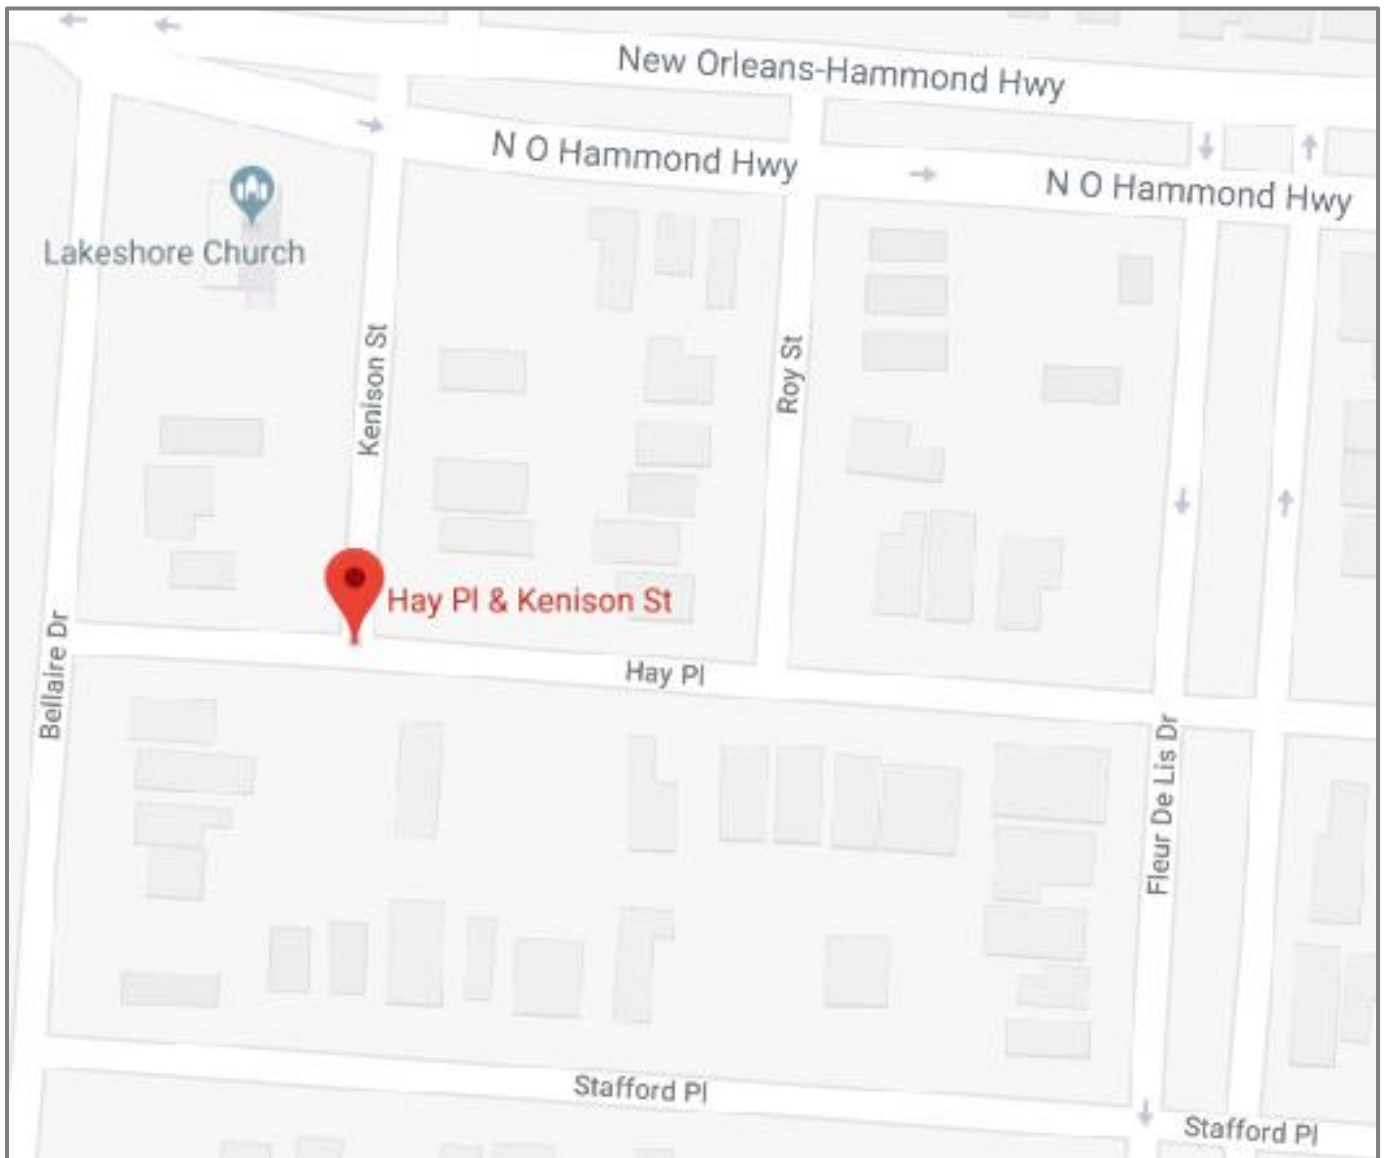 New Orleans-Hammond Hwy
N O Hammond Hwy
N O Hammond Hwy
Lakeshore Church
Kenison St
Roy St
Hay Pl & Kenison St
Bellaire Dr
Hay Pl
Fleur De Lis Dr
Stafford Pl
Stafford Pl